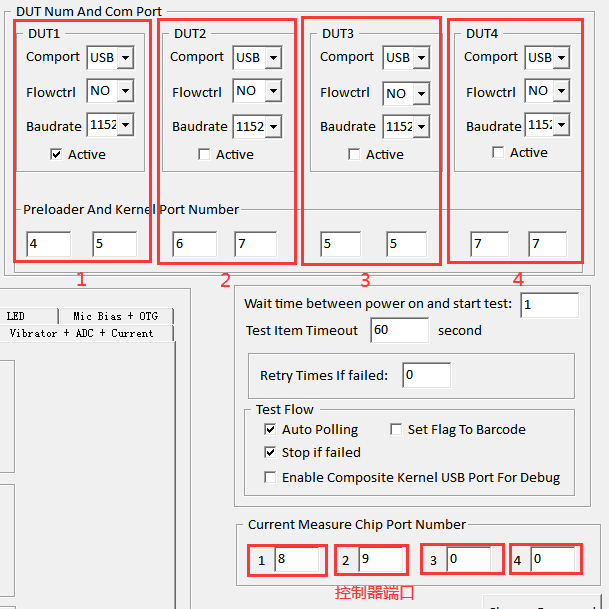 DUT Num And Com Port
DUT1 DUT2 DUT3 DUT4
Comport USB Comport USB Comport USB Comport USB
Flowctrl NO Flowctrl NO Flowctrl NO Flowctrl NO
Baudrate 1152 Baudrate 1152 Baudrate 1152 Baudrate 1152
Active Active Active Active
Preloader And Kernel Port Number
4 5 6 7 5 5 7 7
1 2 3 4
LED Mic Bias + OTG
Vibrator + ADC + Current
Wait time between power on and start test: 1
Test Item Timeout 60 second
Retry Times If failed: 0
Test Flow
Auto Polling Set Flag To Barcode
Stop if failed
Enable Composite Kernel USB Port For Debug
Current Measure Chip Port Number
1 8 2 9 3 0 4 0
控制器端口